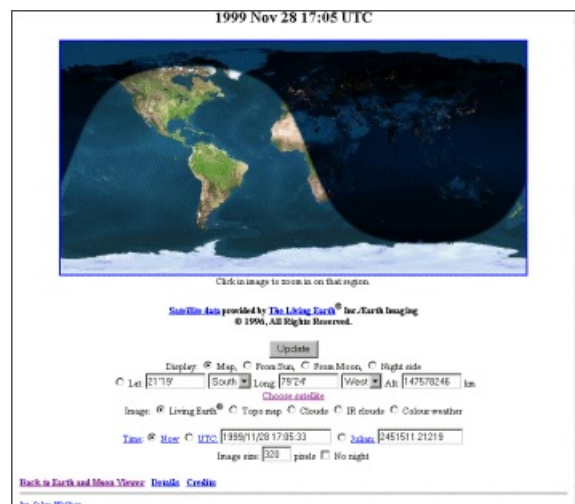 1999 Nov 28 17:05 UTC
Click in image to zoom in on that region.
Satellite data provided by The Living Earth® Inc./Earth Imaging
© 1996, All Rights Reserved.
Update
Display: Map, From Sun, From Moon, Night side
Lat: 21°19' South Long: 79°24' West Alt: 147578246 km
Choose satellite
Image: Living Earth® Topo map Clouds IR clouds Colour weather
Time: Now UTC: 1999/11/28 17:05:33 Julian: 2451511.21219
Image size: 320 pixels No night
Back to Earth and Moon Viewer Details Credits
by John Walker